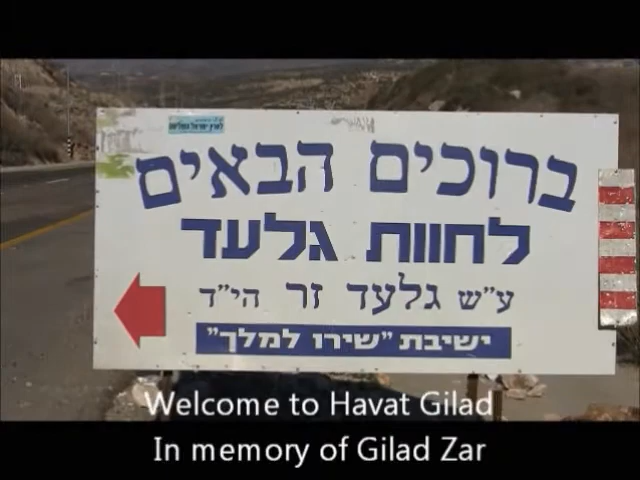 ברוכים הבאים
לחוות גלעד
ע"ש גלעד זר הי"ד
ישיבת "שירו למלך"
Welcome to Havat Gilad
In memory of Gilad Zar